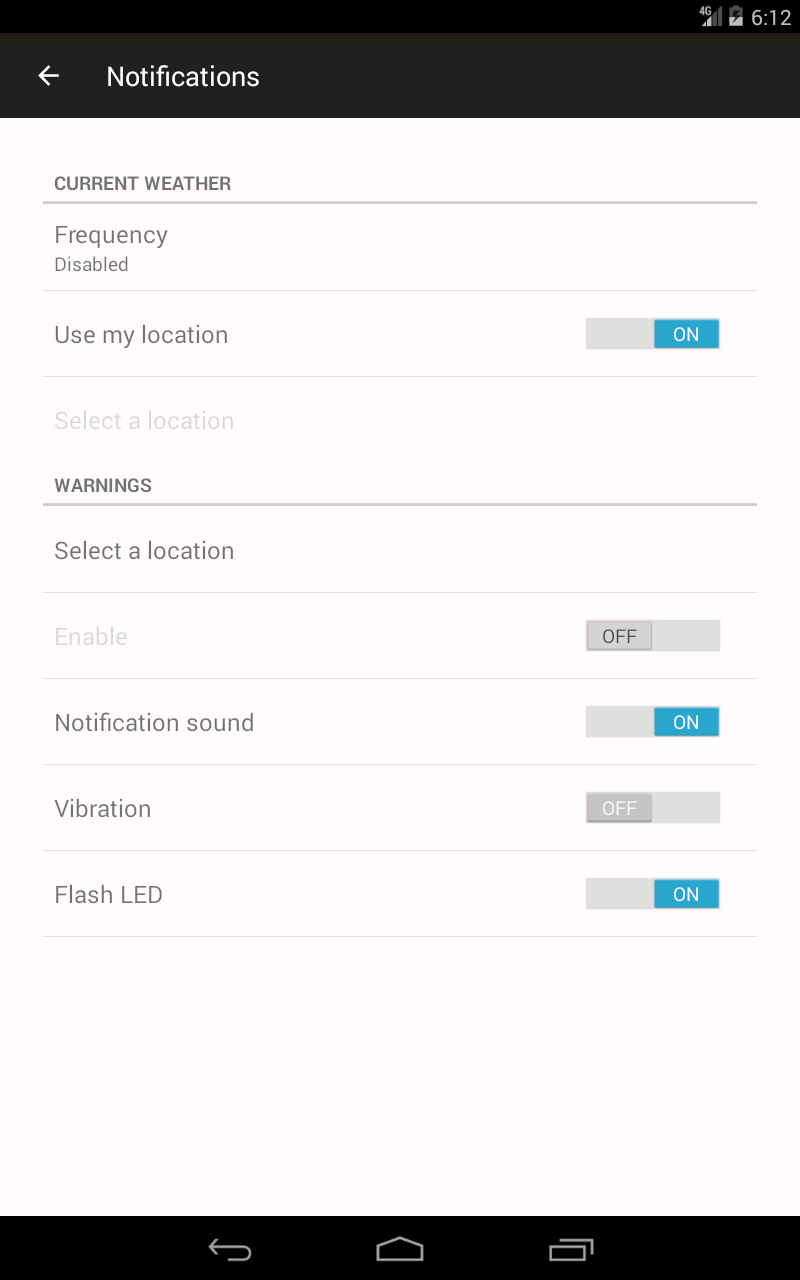 4G 6:12
Notifications
CURRENT WEATHER
Frequency
Disabled
Use my location ON
Select a location
WARNINGS
Select a location
Enable OFF
Notification sound ON
Vibration OFF
Flash LED ON